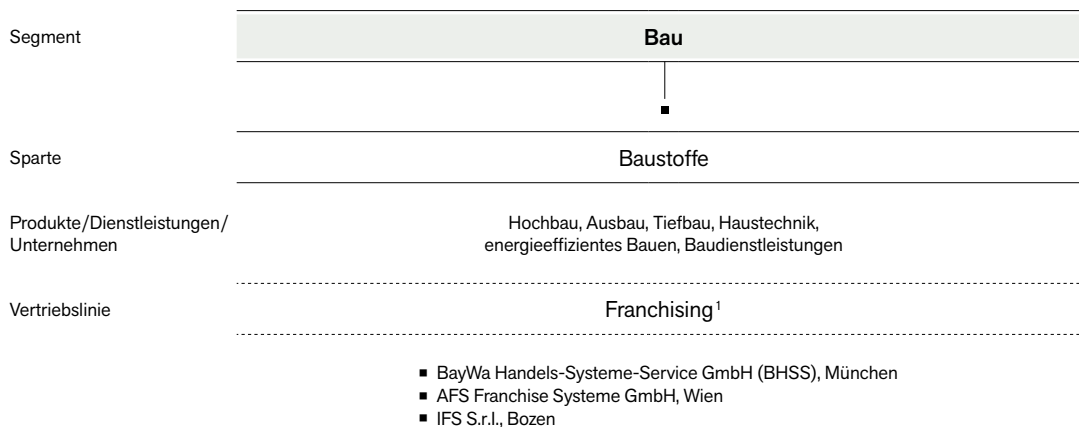 Segment
Bau
Sparte
Baustoffe
Produkte/Dienstleistungen/
Unternehmen
Hochbau, Ausbau, Tiefbau, Haustechnik,
energieeffizientes Bauen, Baudienstleistungen
Vertriebslinie
Franchising¹
■ BayWa Handels-Systeme-Service GmbH (BHSS), München
■ AFS Franchise Systeme GmbH, Wien
■ IFS S.r.l., Bozen